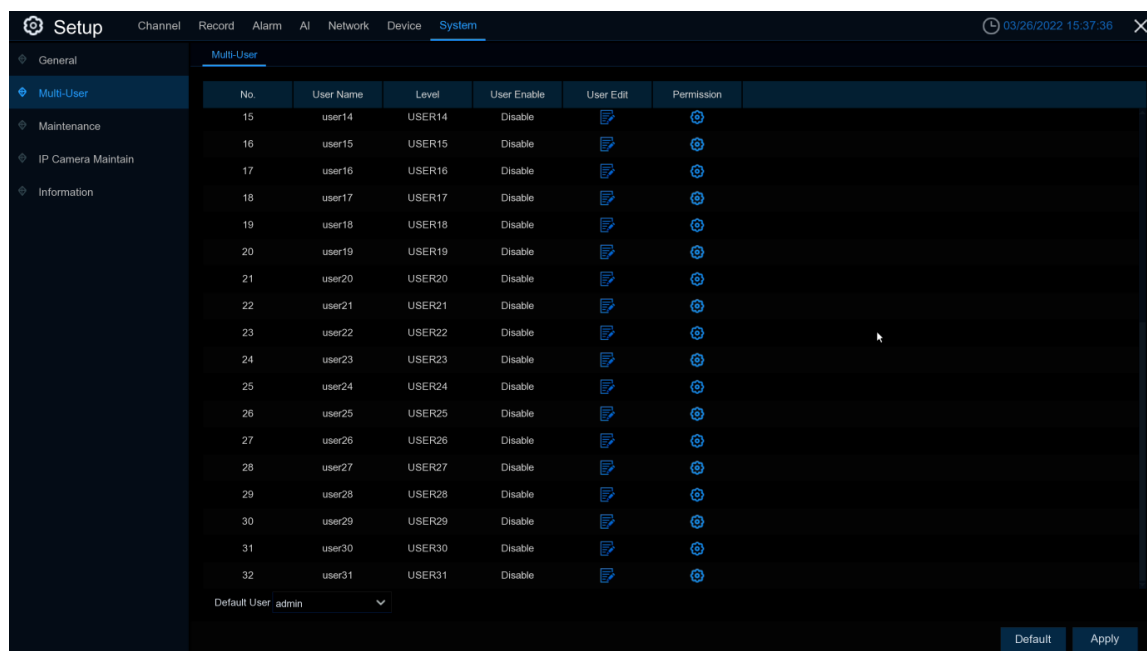 Setup Channel Record Alarm AI Network Device System 03/26/2022 15:37:36
General
Multi-User
Maintenance
IP Camera Maintain
Information
Multi-User
No. User Name Level User Enable User Edit Permission
15 user14 USER14 Disable
16 user15 USER15 Disable
17 user16 USER16 Disable
18 user17 USER17 Disable
19 user18 USER18 Disable
20 user19 USER19 Disable
21 user20 USER20 Disable
22 user21 USER21 Disable
23 user22 USER22 Disable
24 user23 USER23 Disable
25 user24 USER24 Disable
26 user25 USER25 Disable
27 user26 USER26 Disable
28 user27 USER27 Disable
29 user28 USER28 Disable
30 user29 USER29 Disable
31 user30 USER30 Disable
32 user31 USER31 Disable
Default User admin
Default Apply